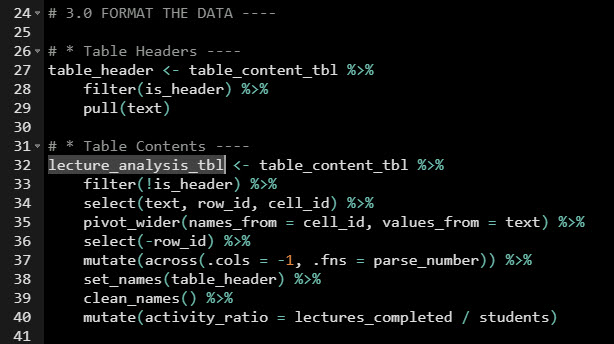 24 # 3.0 FORMAT THE DATA ----
25
26 # * Table Headers ----
27 table_header <- table_content_tbl %>%
28     filter(is_header) %>%
29     pull(text)
30
31 # * Table Contents ----
32 lecture_analysis_tbl <- table_content_tbl %>%
33     filter(!is_header) %>%
34     select(text, row_id, cell_id) %>%
35     pivot_wider(names_from = cell_id, values_from = text) %>%
36     select(-row_id) %>%
37     mutate(across(.cols = -1, .fns = parse_number)) %>%
38     set_names(table_header) %>%
39     clean_names() %>%
40     mutate(activity_ratio = lectures_completed / students)
41